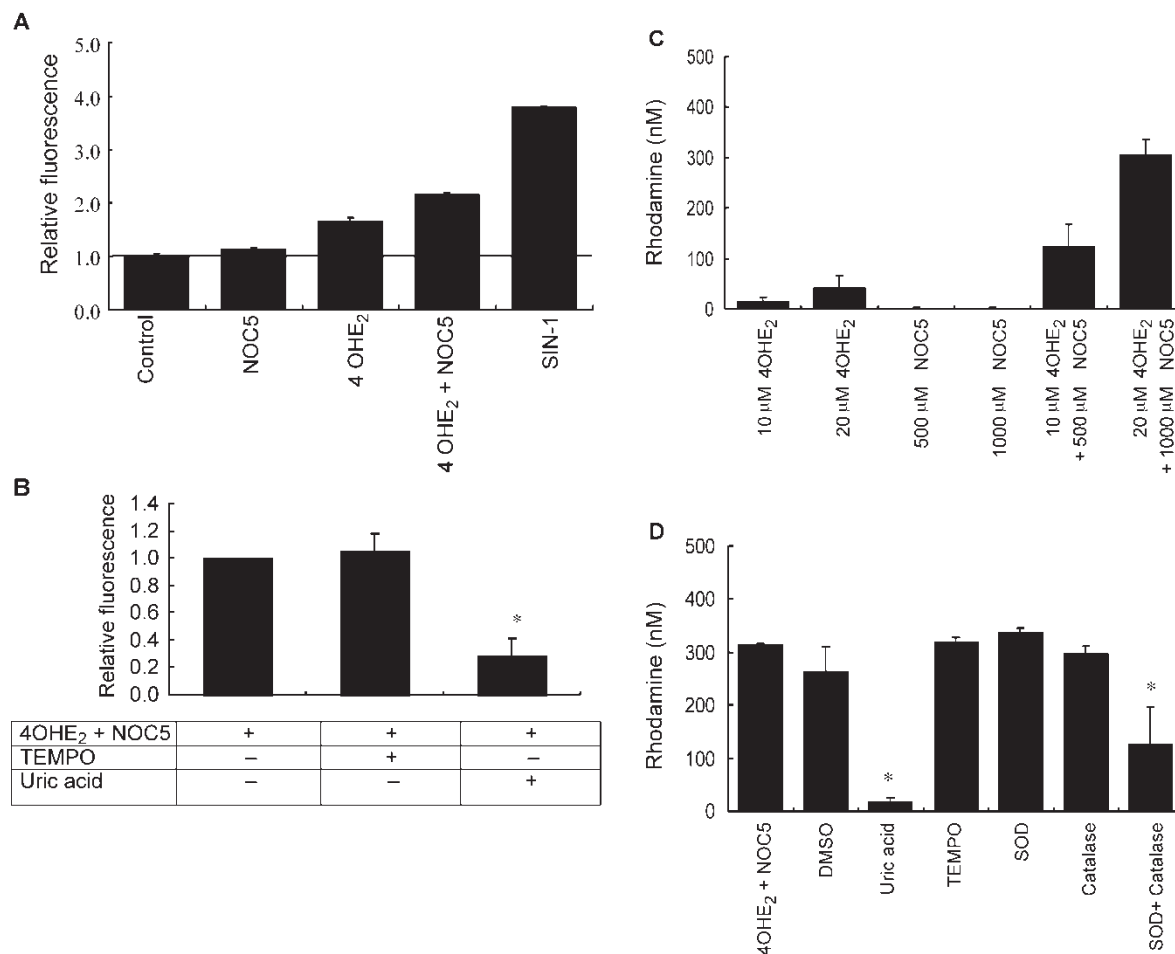 A
Relative fluorescence
5.0
4.0
3.0
2.0
1.0
0.0
Control
NOC5
4 OHE₂
4 OHE₂ + NOC5
SIN-1
B
Relative fluorescence
1.4
1.2
1.0
0.8
0.6
0.4
0.2
0.0
*
4OHE₂ + NOC5 + + +
TEMPO – + –
Uric acid – – +
C
Rhodamine (nM)
500
400
300
200
100
0
10 µM 4OHE₂
20 µM 4OHE₂
500 µM NOC5
1000 µM NOC5
10 µM 4OHE₂
+ 500 µM NOC5
20 µM 4OHE₂
+ 1000 µM NOC5
D
Rhodamine (nM)
500
400
300
200
100
0
*
*
4OHE₂ + NOC5
DMSO
Uric acid
TEMPO
SOD
Catalase
SOD+ Catalase